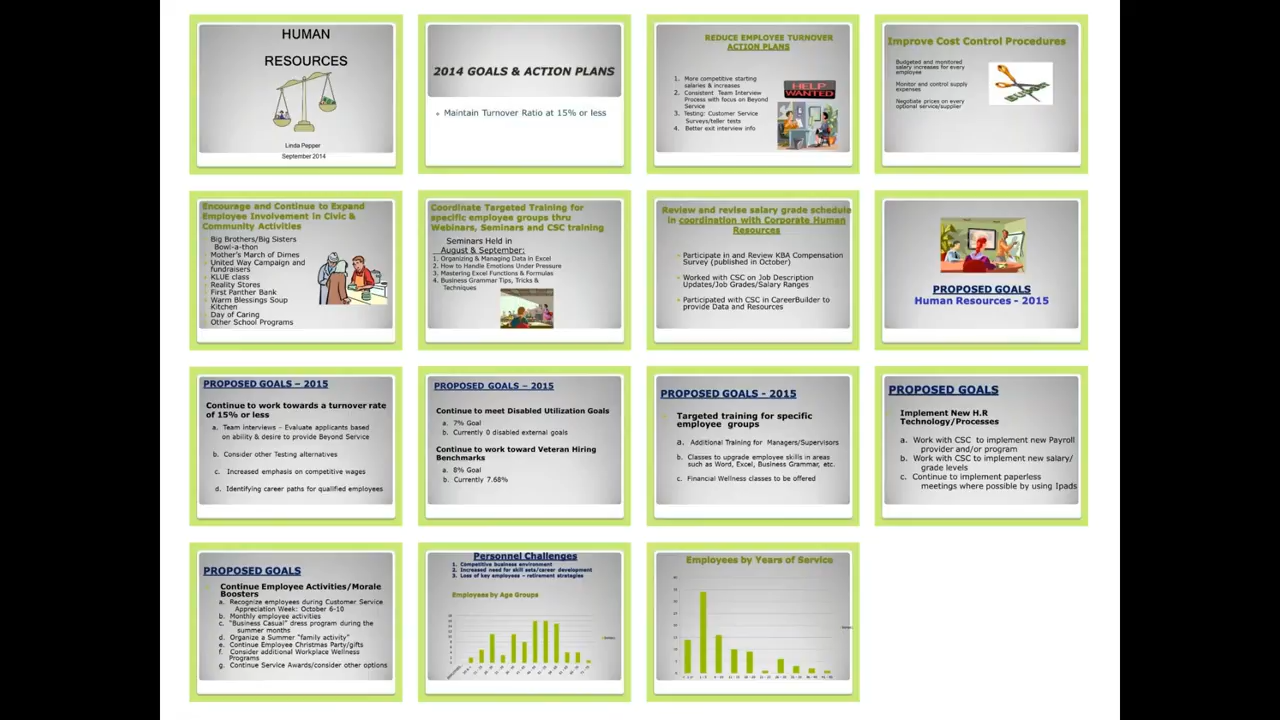 HUMAN
RESOURCES
Linda Pepper
September 2014
2014 GOALS & ACTION PLANS
Maintain Turnover Ratio at 15% or less
REDUCE EMPLOYEE TURNOVER
ACTION PLANS
1. More competitive starting
salaries & increases
2. Consistent Team Interview
Process with focus on Beyond
Service
3. Testing: Customer Service
Surveys/teller tests
4. Better exit interview info
HELP
WANTED
Improve Cost Control Procedures
Budgeted and monitored
salary increases for every
employee
Monitor and control supply
expenses
Negotiate prices on every
optional service/supplier
Encourage and Continue to Expand
Employee Involvement in Civic &
Community Activities
Big Brothers/Big Sisters
Bowl-a-thon
Mother's March of Dimes
United Way Campaign and
fundraisers
KLUE class
Reality Stores
First Panther Bank
Warm Blessings Soup
Kitchen
Day of Caring
Other School Programs
Coordinate Targeted Training for
specific employee groups thru
Webinars, Seminars and CSC training
Seminars Held in
August & September:
1. Organizing & Managing Data in Excel
2. How to Handle Emotions Under Pressure
3. Mastering Excel Functions & Formulas
4. Business Grammar Tips, Tricks &
Techniques
Review and revise salary grade schedule
in coordination with Corporate Human
Resources
Participate in and Review KBA Compensation
Survey (published in October)
Worked with CSC on Job Description
Updates/Job Grades/Salary Ranges
Participated with CSC in CareerBuilder to
provide Data and Resources
PROPOSED GOALS
Human Resources - 2015
PROPOSED GOALS – 2015
Continue to work towards a turnover rate
of 15% or less
a. Team interviews – Evaluate applicants based
on ability & desire to provide Beyond Service
b. Consider other Testing alternatives
c. Increased emphasis on competitive wages
d. Identifying career paths for qualified employees
PROPOSED GOALS – 2015
Continue to meet Disabled Utilization Goals
a. 7% Goal
b. Currently 0 disabled external goals
Continue to work toward Veteran Hiring
Benchmarks
a. 8% Goal
b. Currently 7.68%
PROPOSED GOALS - 2015
Targeted training for specific
employee groups
a. Additional Training for Managers/Supervisors
b. Classes to upgrade employee skills in areas
such as Word, Excel, Business Grammar, etc.
c. Financial Wellness classes to be offered
PROPOSED GOALS
Implement New H.R
Technology/Processes
a. Work with CSC to implement new Payroll
provider and/or program
b. Work with CSC to implement new salary/
grade levels
c. Continue to implement paperless
meetings where possible by using Ipads
PROPOSED GOALS
Continue Employee Activities/Morale
Boosters
a. Recognize employees during Customer Service
Appreciation Week: October 6-10
b. Monthly employee activities
c. "Business Casual" dress program during the
summer months
d. Organize a Summer "family activity"
e. Continue Employee Christmas Party/gifts
f. Consider additional Workplace Wellness
Programs
g. Continue Service Awards/consider other options
Personnel Challenges
1. Competitive business environment
2. Increased need for skill sets/career development
3. Loss of key employees – retirement strategies
Employees by Age Groups
Employees by Years of Service